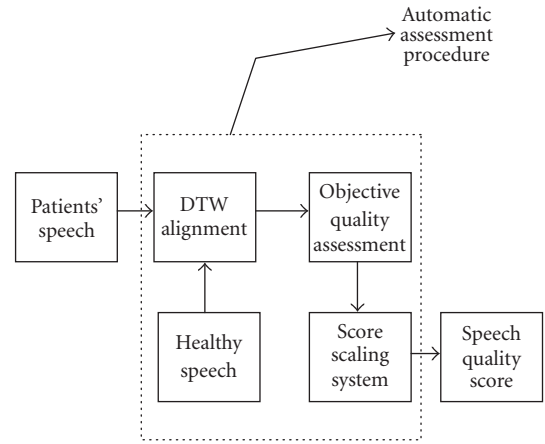 Automatic
assessment
procedure
Patients'
speech
DTW
alignment
Objective
quality
assessment
Healthy
speech
Score
scaling
system
Speech
quality
score